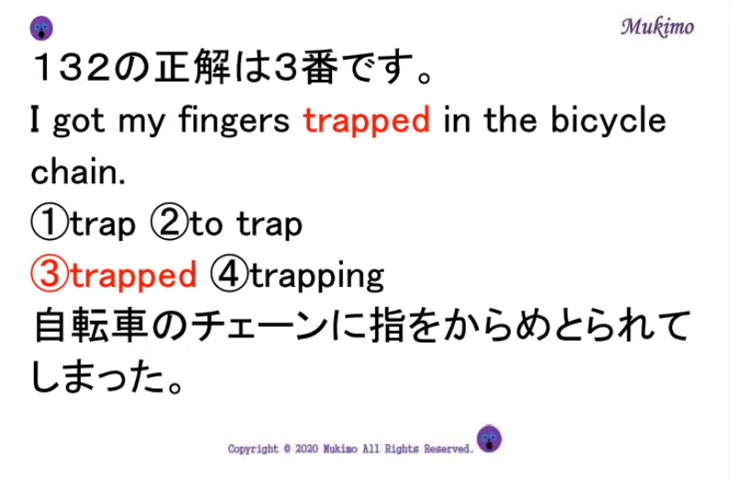 Mukimo
１３２の正解は３番です。
I got my fingers trapped in the bicycle
chain.
①trap ②to trap
③trapped ④trapping
自転車のチェーンに指をからめとられて
しまった。
Copyright © 2020 Mukimo All Rights Reserved.